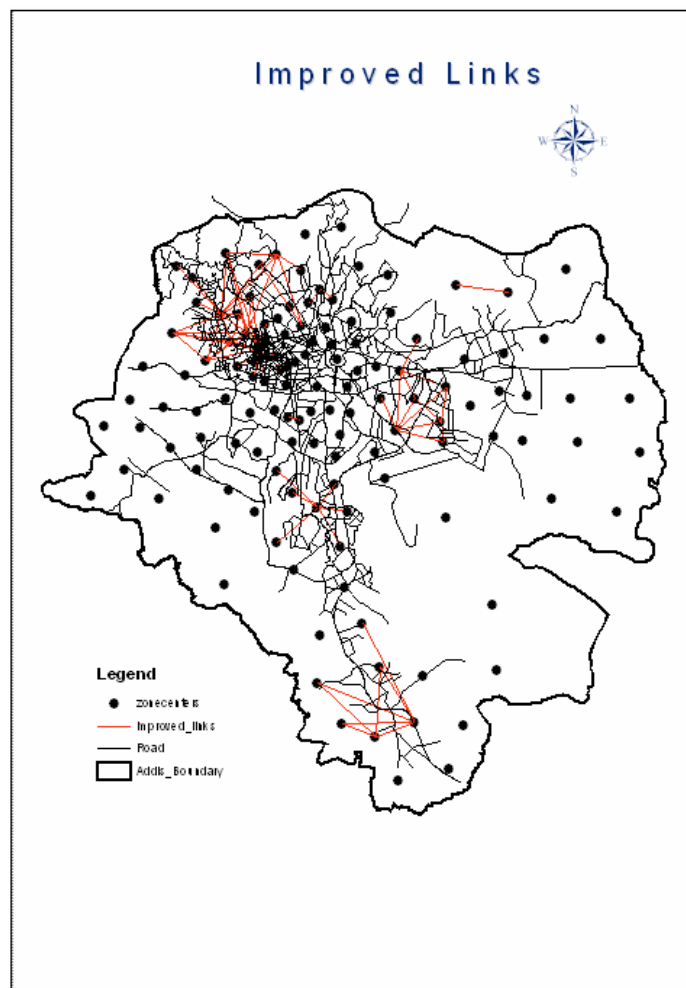 Improved Links
N
W E
S
Legend
zonecenters
Improved_links
Road
Addis_Boundary